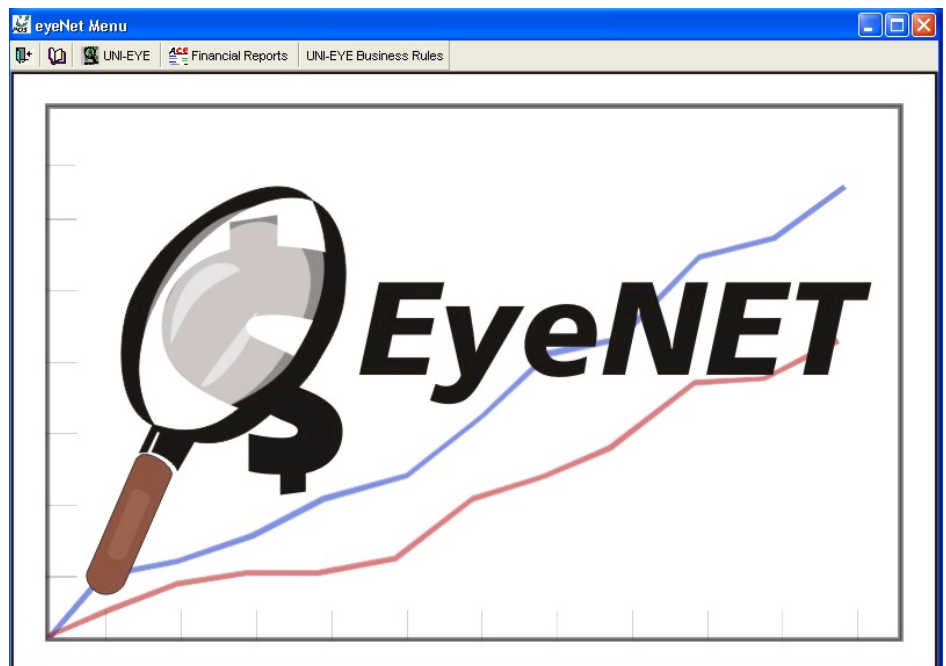 eyeNet Menu
UNI-EYE Financial Reports UNI-EYE Business Rules
EyeNET
$